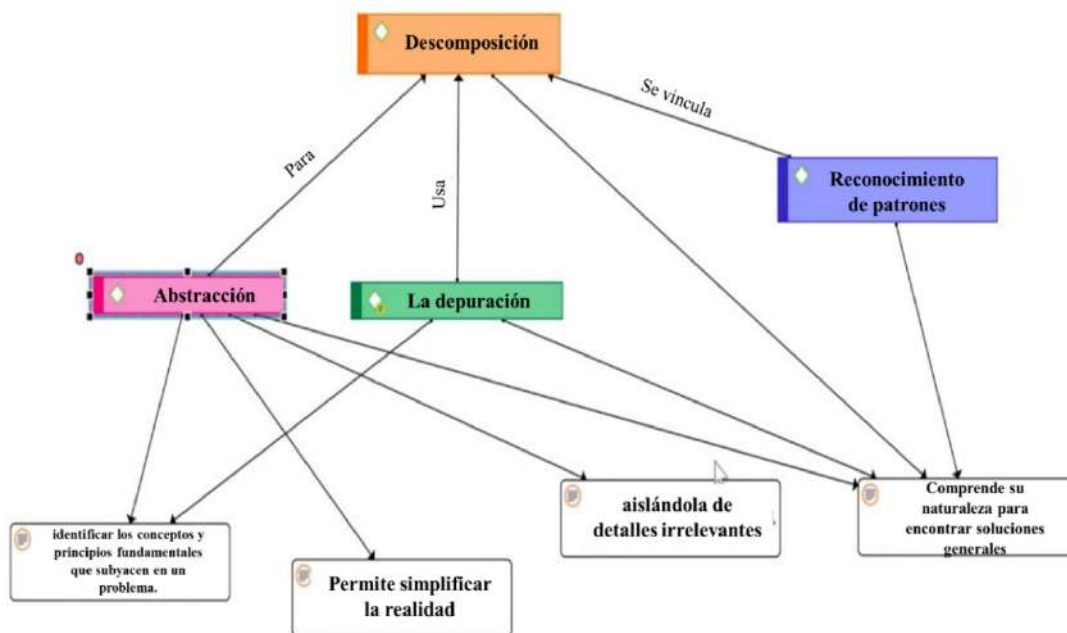 Descomposición
Se vincula
Para
Usa
Reconocimiento
de patrones
Abstracción
La depuración
identificar los conceptos y
principios fundamentales
que subyacen en un
problema.
Permite simplificar
la realidad
aislándola de
detalles irrelevantes
Comprende su
naturaleza para
encontrar soluciones
generales